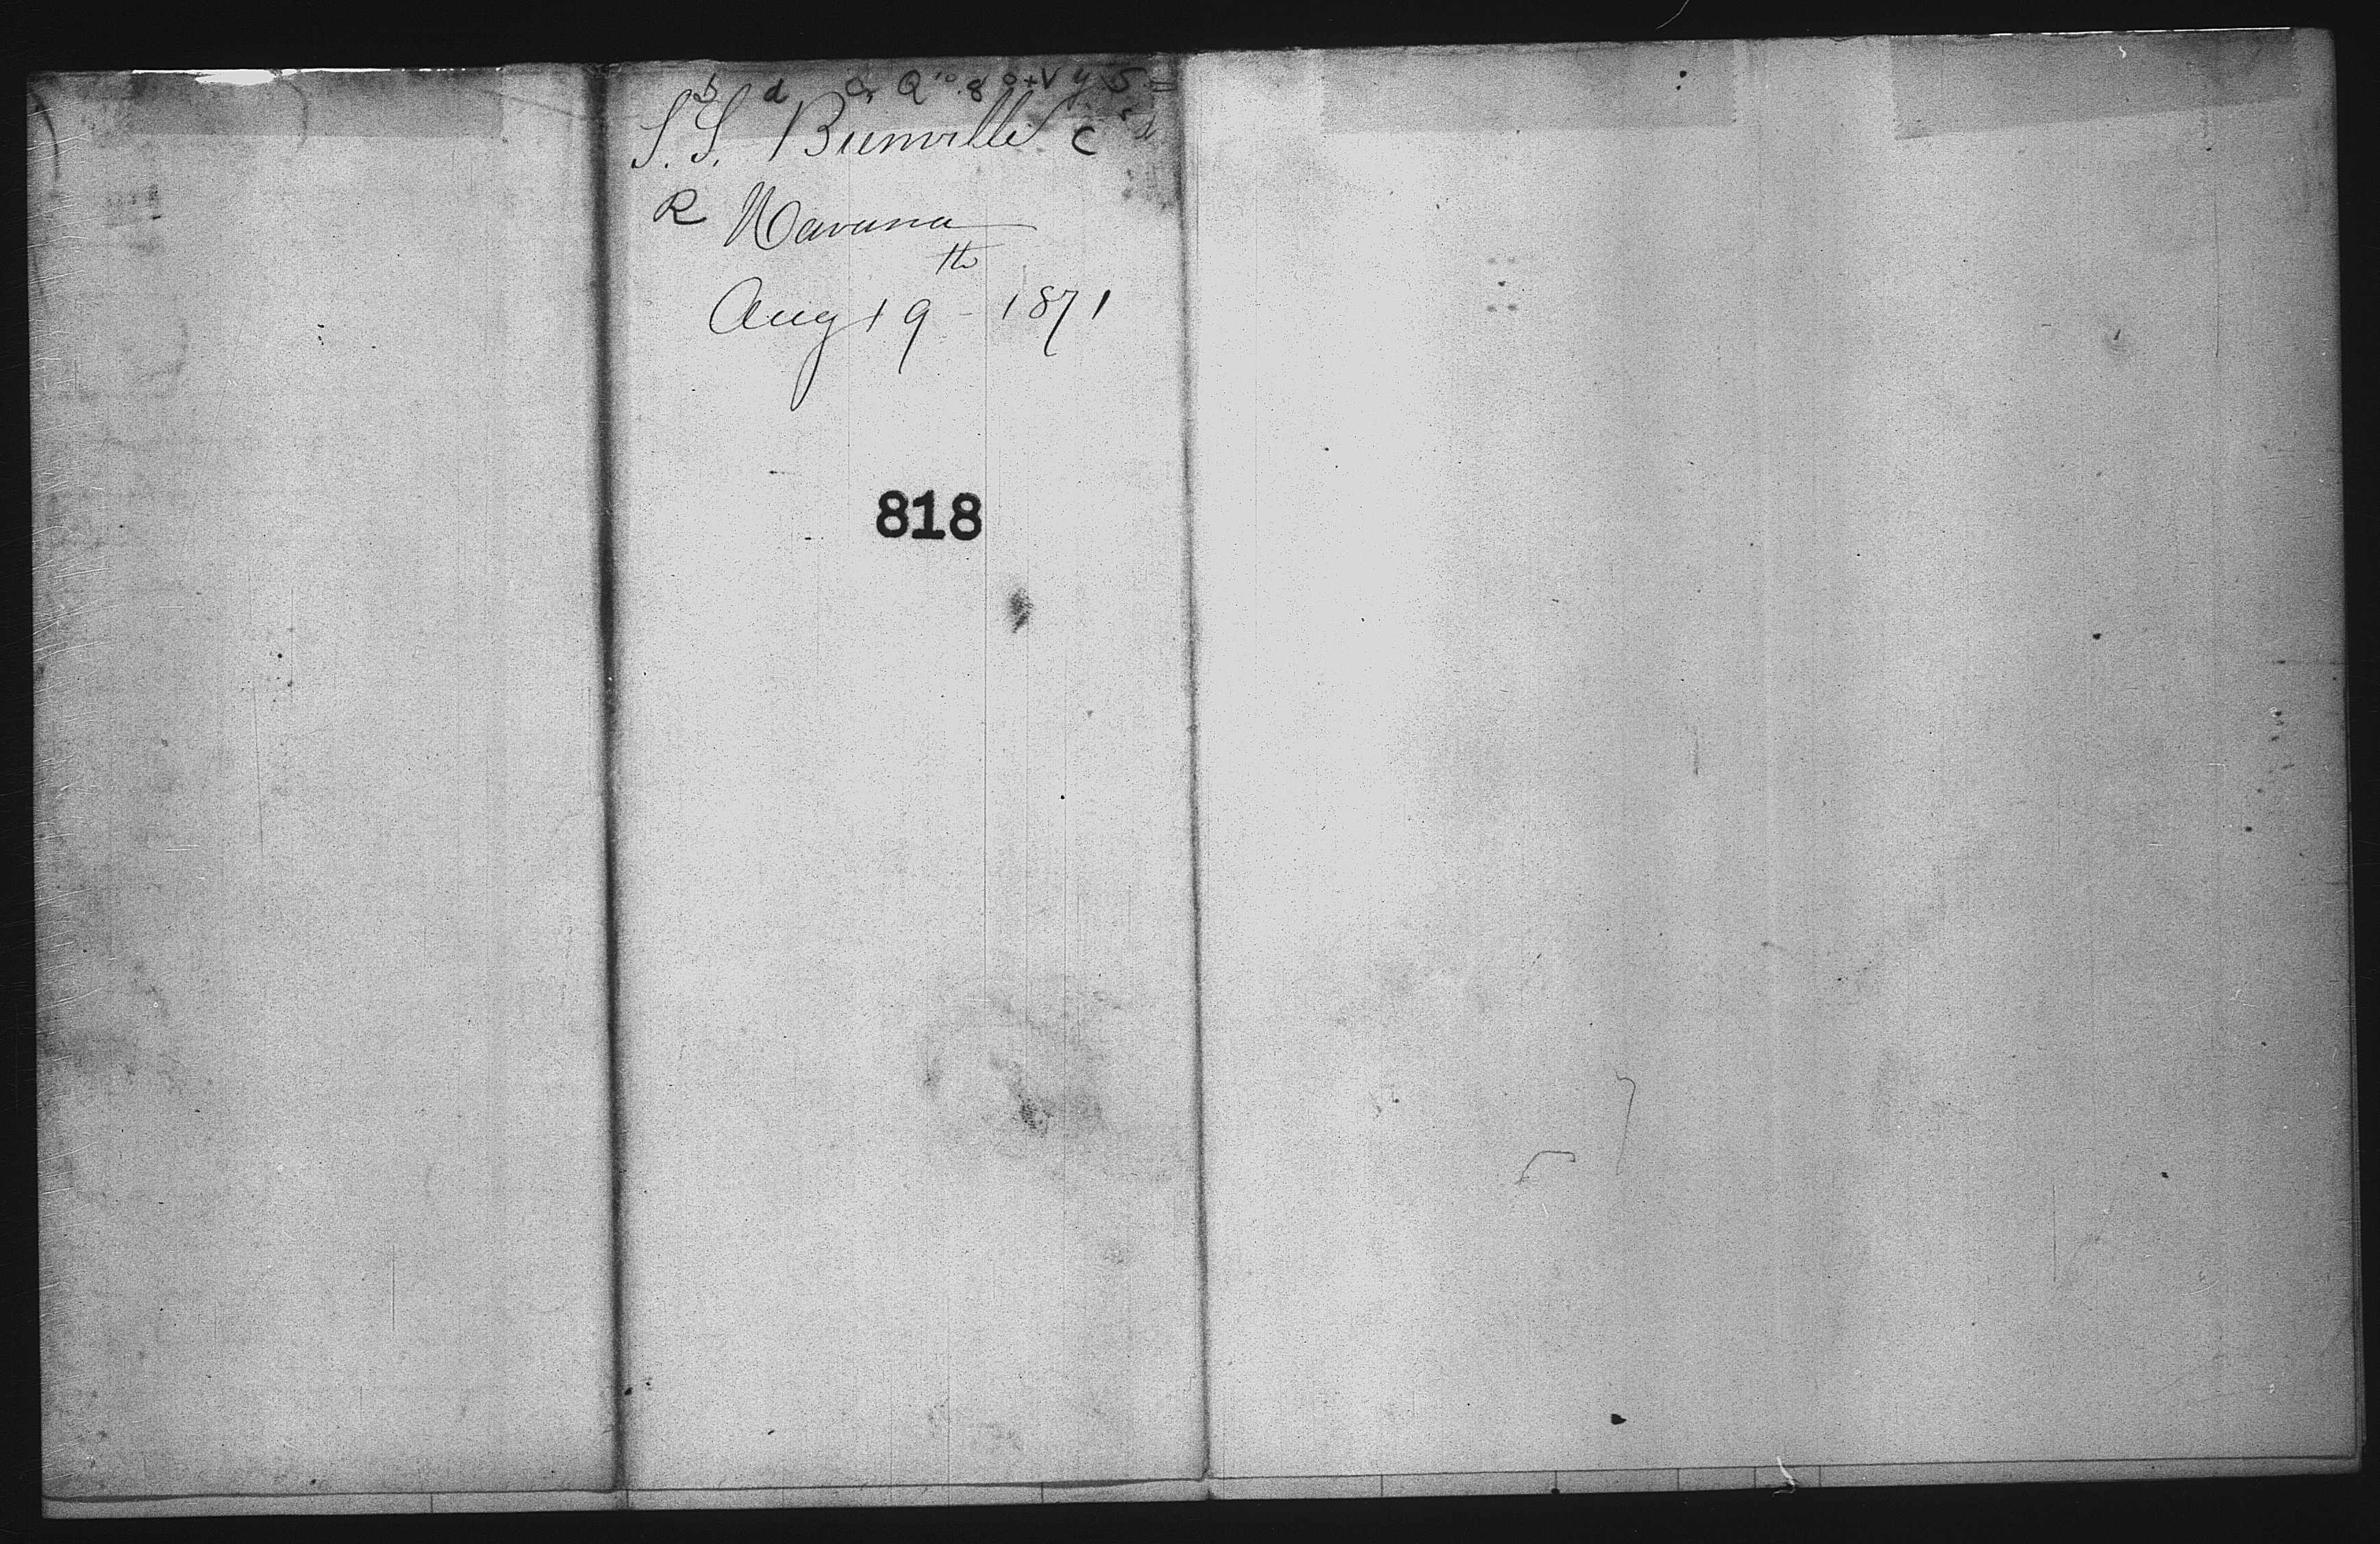 S.S. Bienville C
R Havana
Aug 19th 1871
818